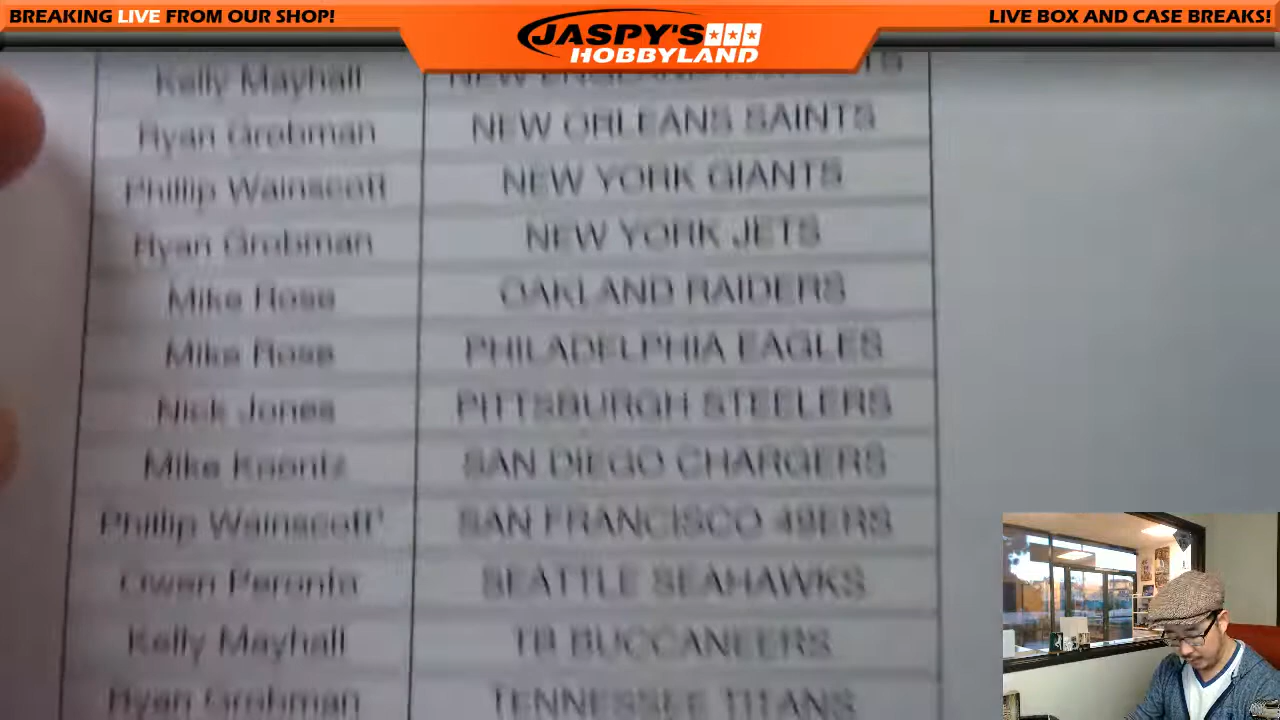 BREAKING LIVE FROM OUR SHOP!
JASPY'S
HOBBYLAND
LIVE BOX AND CASE BREAKS!
Kelly Mayhall NEW ENGLAND
Ryan Grobman NEW ORLEANS SAINTS
Phillip Wainscott NEW YORK GIANTS
Ryan Grobman NEW YORK JETS
Mike Rose OAKLAND RAIDERS
Mike Rose PHILADELPHIA EAGLES
Nick Jones PITTSBURGH STEELERS
Mike Koontz SAN DIEGO CHARGERS
Phillip Wainscott' SAN FRANCISCO 49ERS
Owen SEATTLE SEAHAWKS
Kelly Mayhall TB BUCCANEERS
Ryan Grobman TENNESSEE TITANS